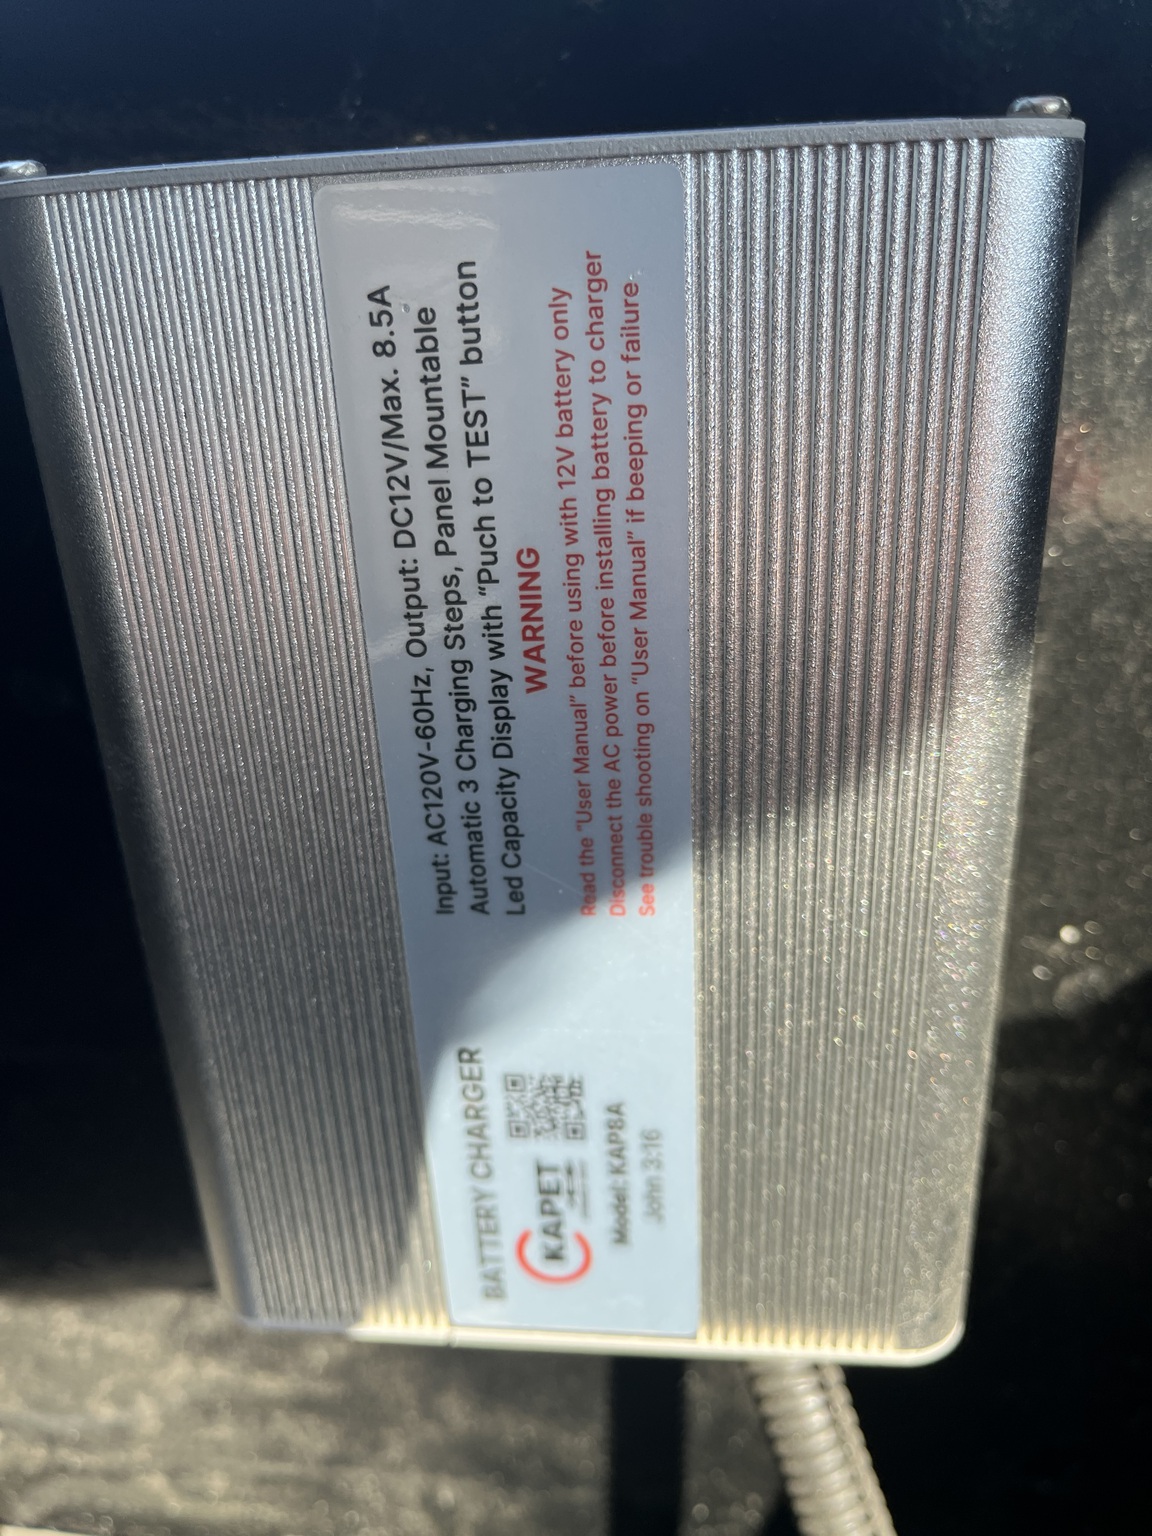 BATTERY CHARGER
KAPET
Model: KAP8A
John 3:16
Input: AC120V-60Hz, Output: DC12V/Max. 8.5A
Automatic 3 Charging Steps, Panel Mountable
Led Capacity Display with "Puch to TEST" button
WARNING
Read the "User Manual" before using with 12V battery only
Disconnect the AC power before installing battery to charger
See trouble shooting on "User Manual" if beeping or failure.